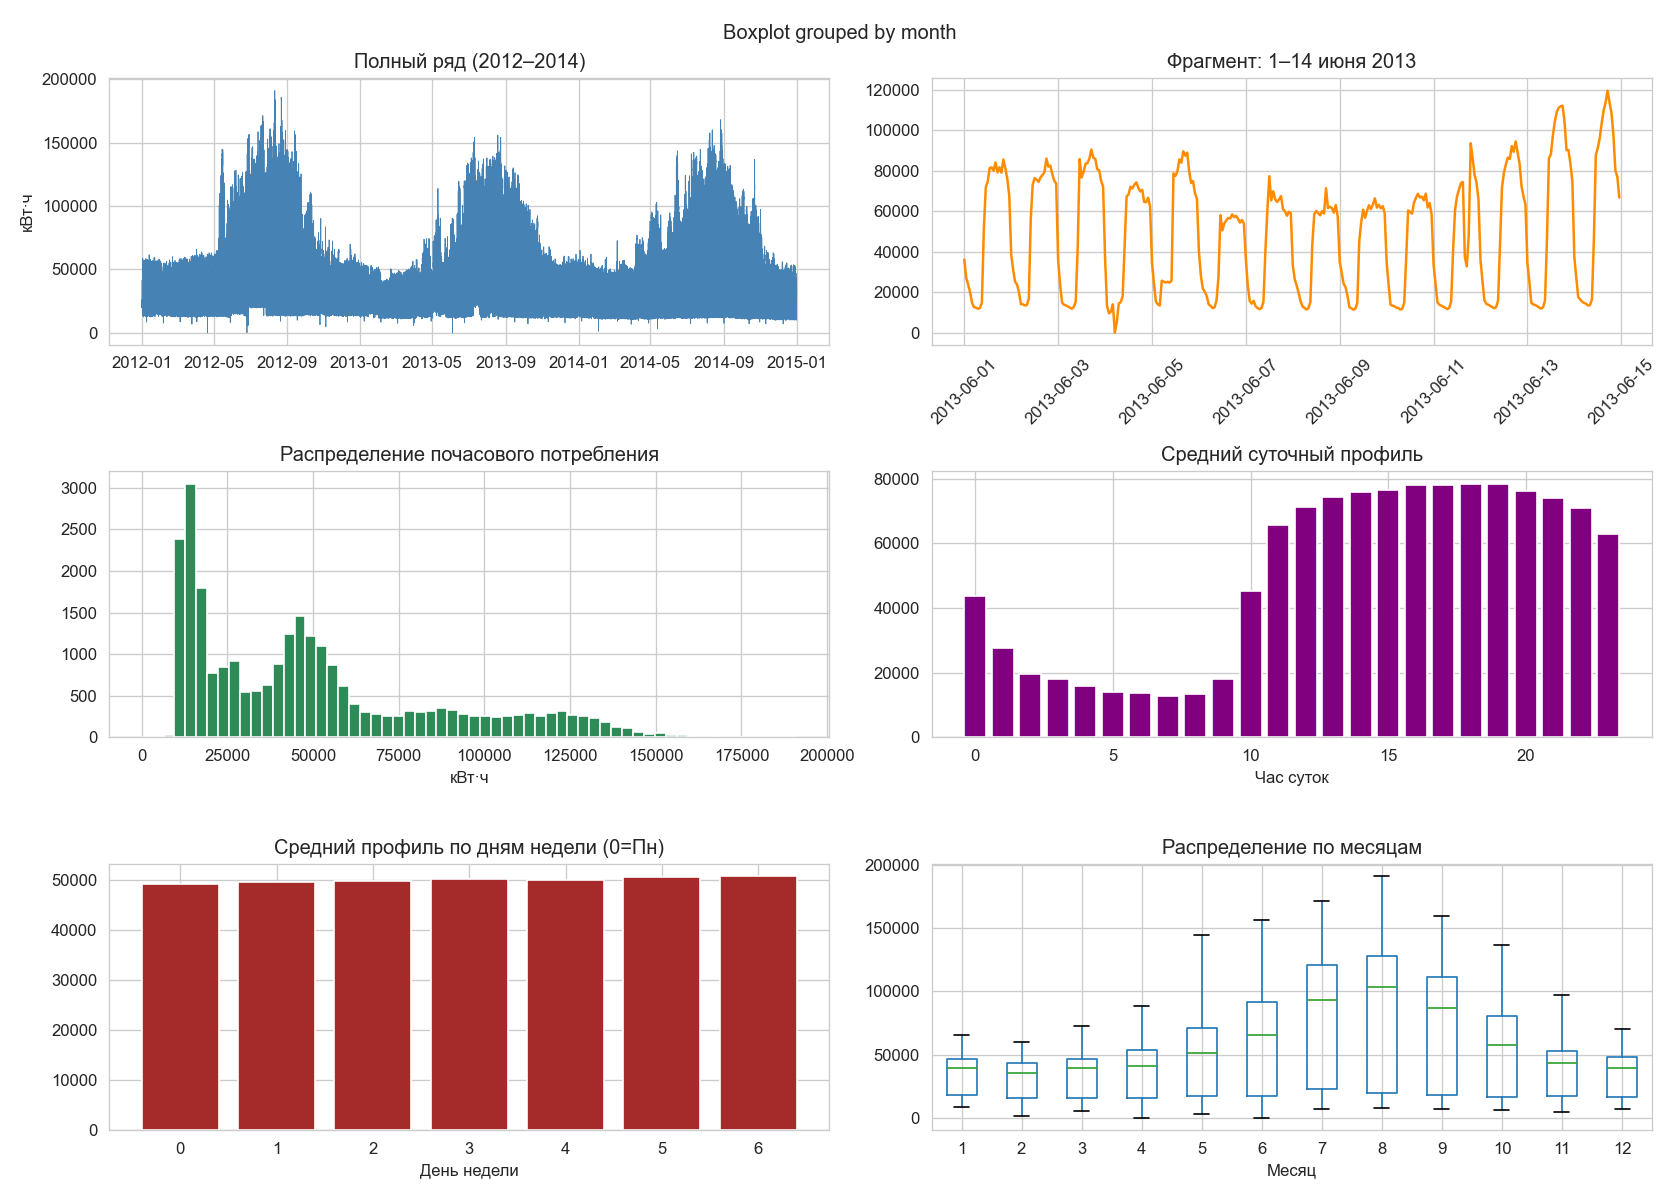 Boxplot grouped by month
Полный ряд (2012–2014)
200000
150000
100000
50000
0
кВт·ч
2012-01 2012-05 2012-09 2013-01 2013-05 2013-09 2014-01 2014-05 2014-09 2015-01
Фрагмент: 1–14 июня 2013
120000
100000
80000
60000
40000
20000
0
2013-06-01 2013-06-03 2013-06-05 2013-06-07 2013-06-09 2013-06-11 2013-06-13 2013-06-15
Распределение почасового потребления
3000
2500
2000
1500
1000
500
0
0 25000 50000 75000 100000 125000 150000 175000 200000
кВт·ч
Средний суточный профиль
80000
60000
40000
20000
0
0 5 10 15 20
Час суток
Средний профиль по дням недели (0=Пн)
50000
40000
30000
20000
10000
0
0 1 2 3 4 5 6
День недели
Распределение по месяцам
200000
150000
100000
50000
0
1 2 3 4 5 6 7 8 9 10 11 12
Месяц